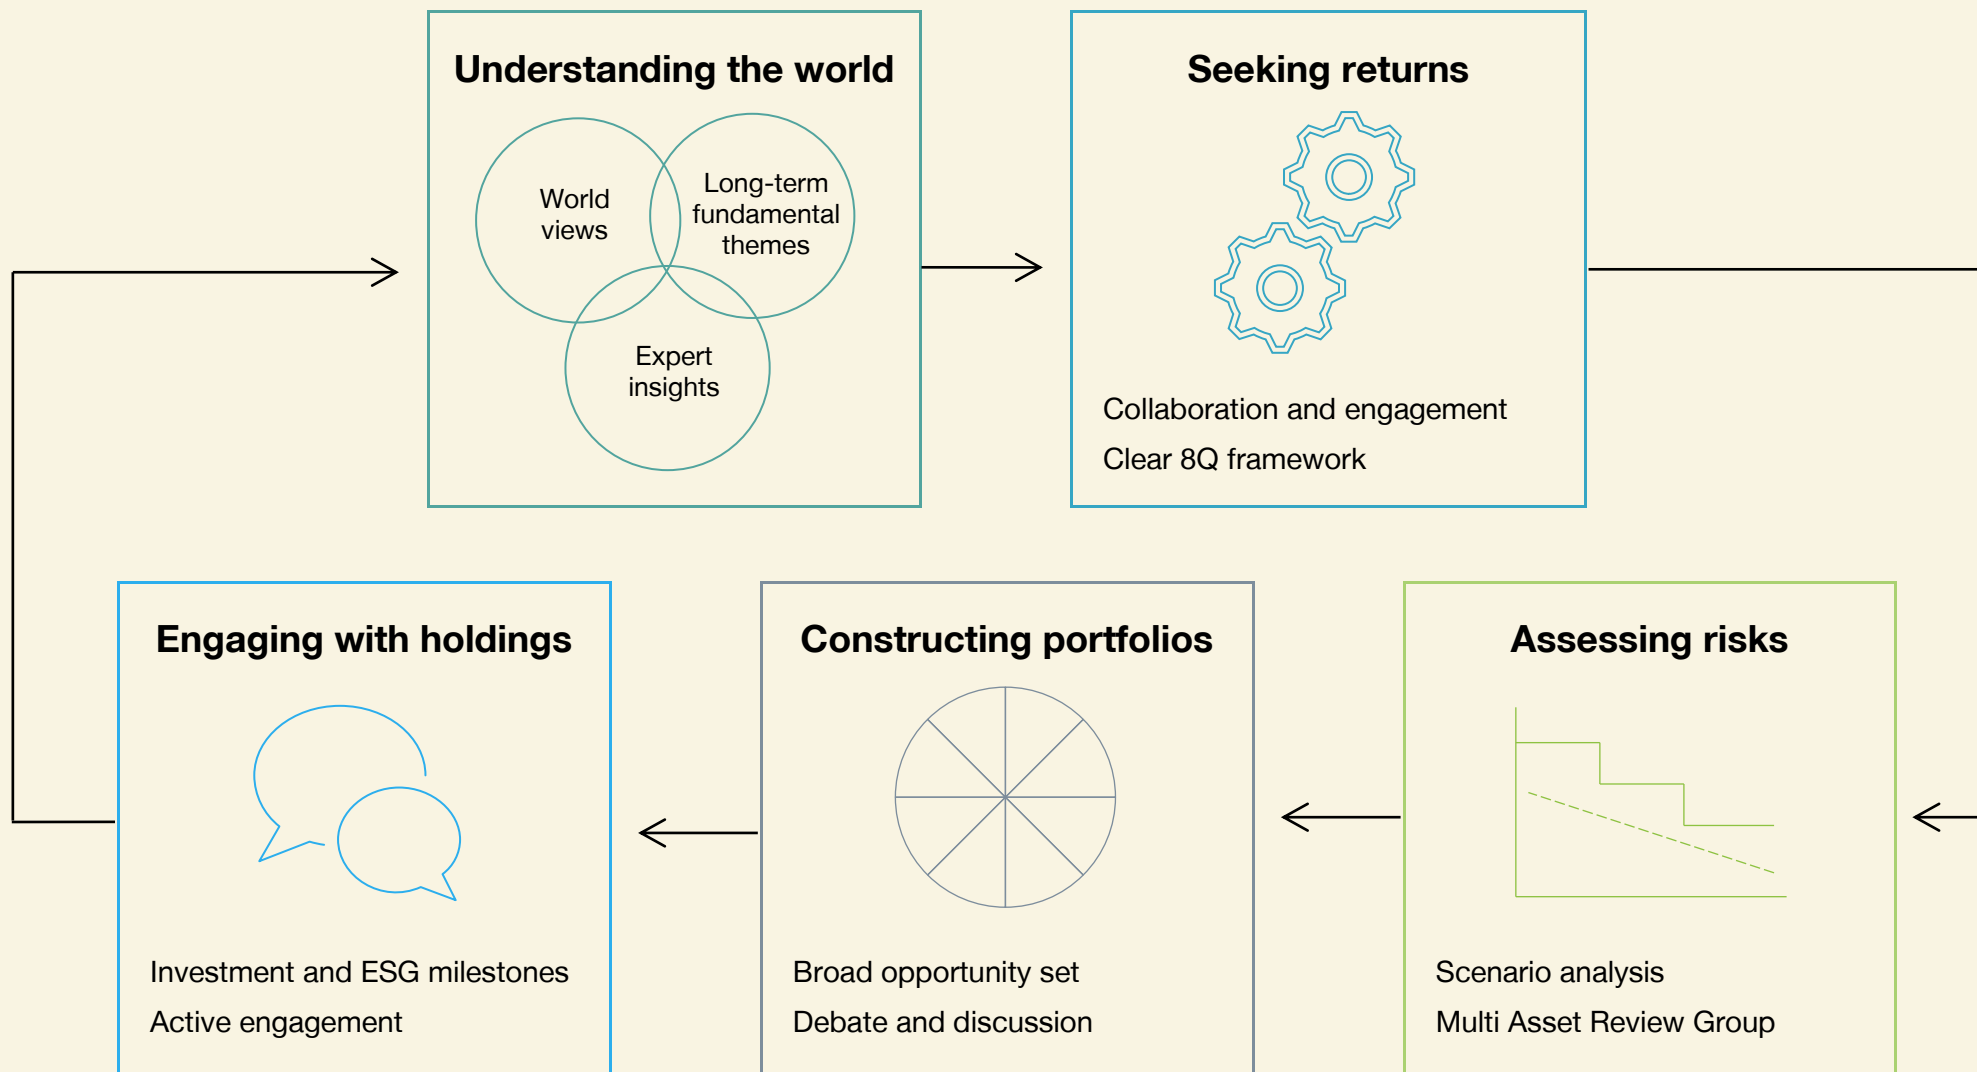 Understanding the world
World
views
Long-term
fundamental
themes
Expert
insights
Seeking returns
Collaboration and engagement
Clear 8Q framework
Engaging with holdings
Investment and ESG milestones
Active engagement
Constructing portfolios
Broad opportunity set
Debate and discussion
Assessing risks
Scenario analysis
Multi Asset Review Group